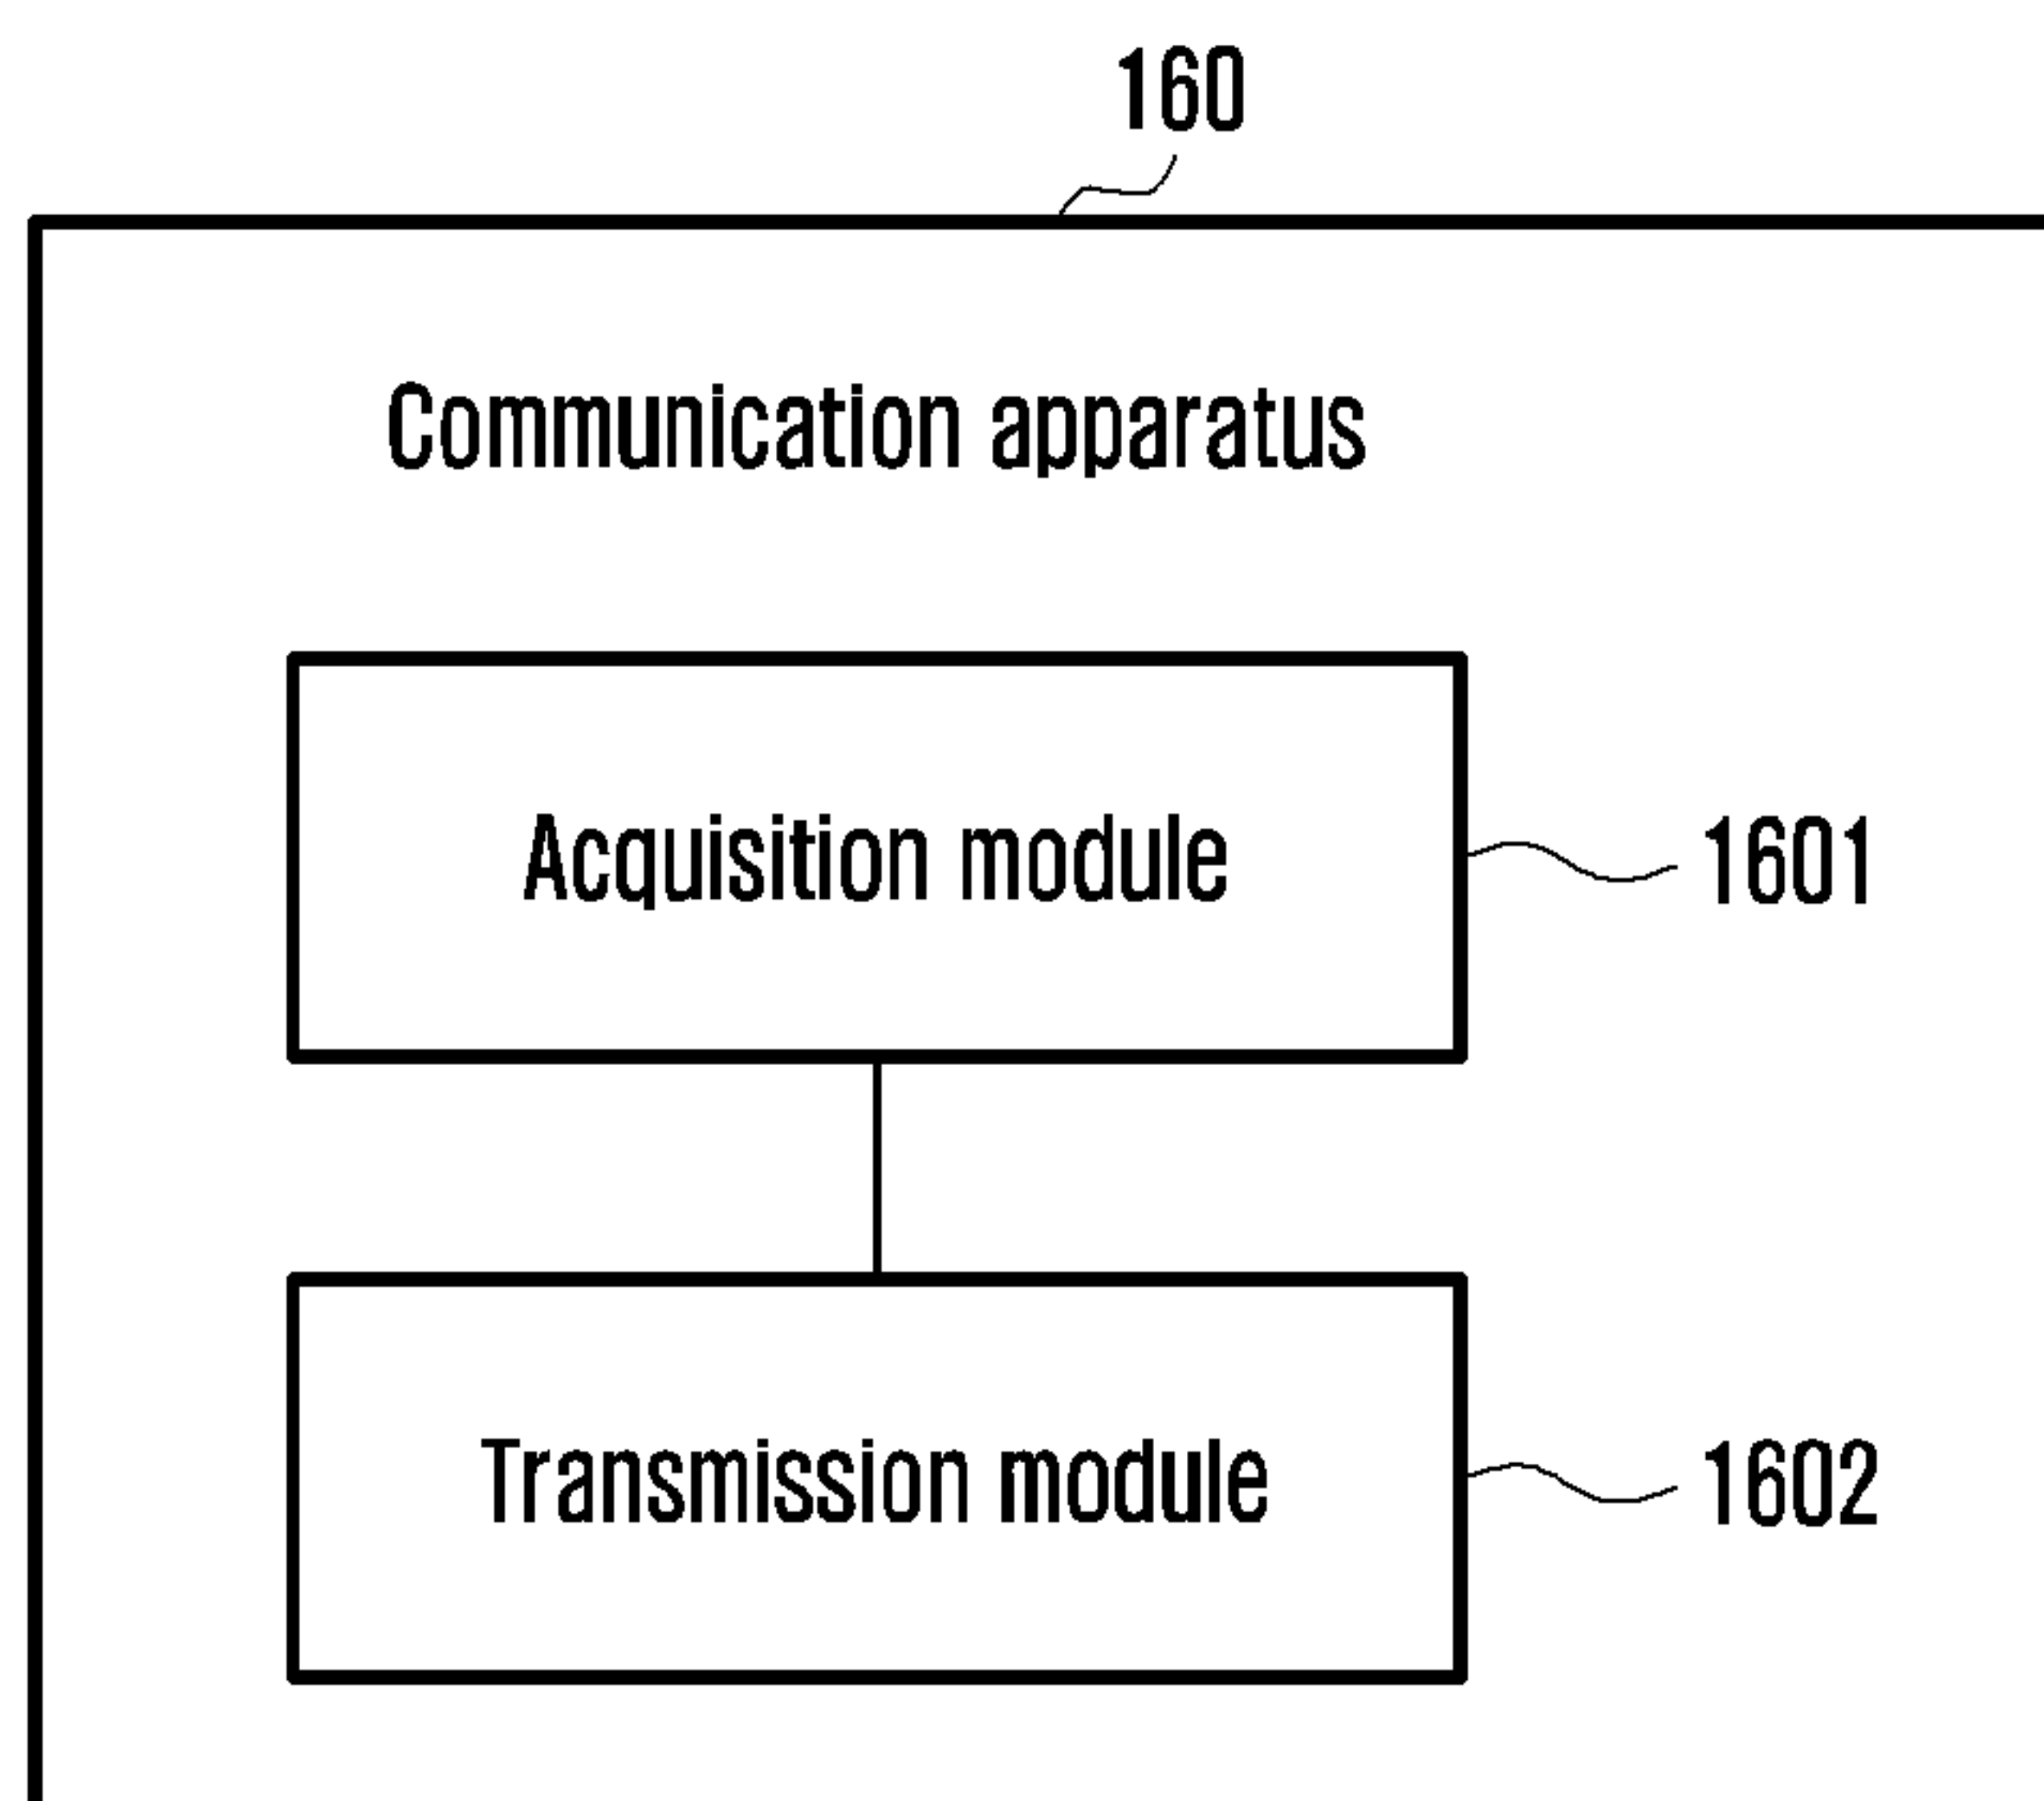 160
Communication apparatus
Acquisition module
1601
Transmission module
1602